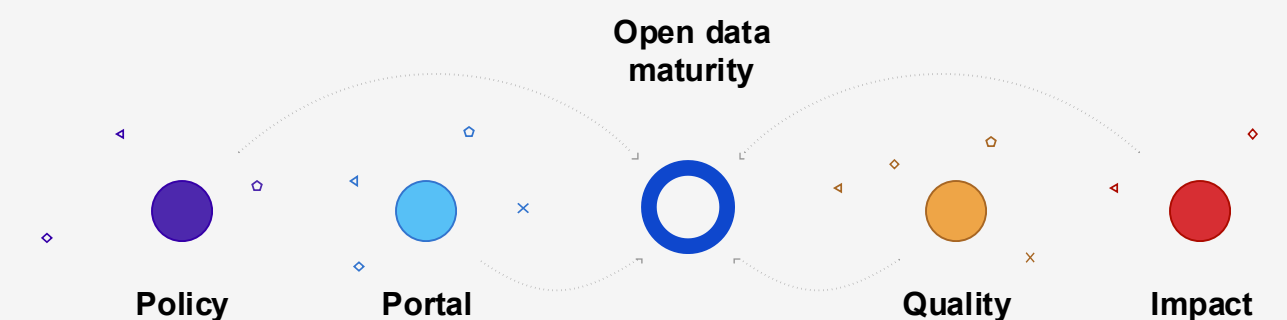 Open data
maturity
Policy
Portal
Quality
Impact